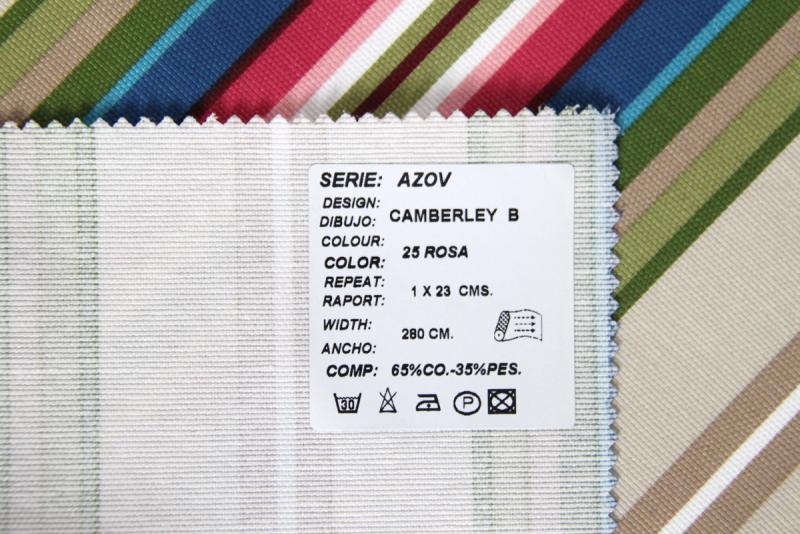 SERIE: AZOV
DESIGN:
DIBUJO: CAMBERLEY B
COLOUR:
COLOR: 25 ROSA
REPEAT:
RAPORT: 1 X 23 CMS.
WIDTH:
ANCHO: 280 CM.
COMP: 65%CO.-35%PES.
30 P